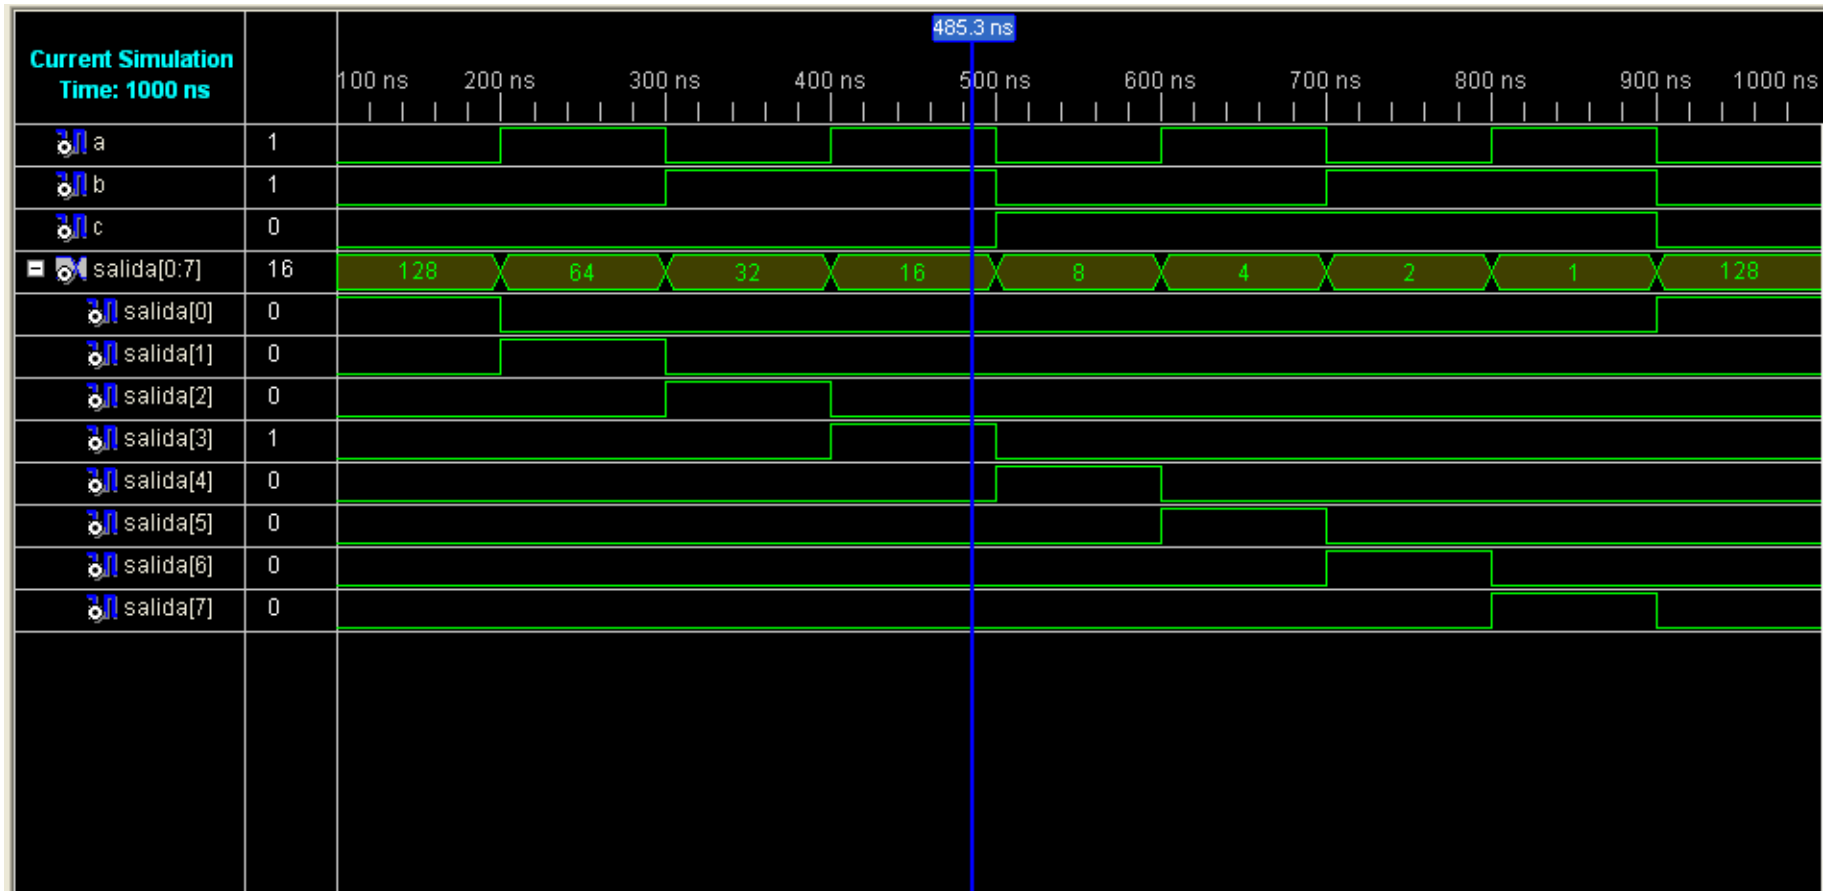 485.3 ns
Current Simulation
Time: 1000 ns
100 ns 200 ns 300 ns 400 ns 500 ns 600 ns 700 ns 800 ns 900 ns 1000 ns
a 1
b 1
c 0
salida[0:7] 16 128 64 32 16 8 4 2 1 128
salida[0] 0
salida[1] 0
salida[2] 0
salida[3] 1
salida[4] 0
salida[5] 0
salida[6] 0
salida[7] 0